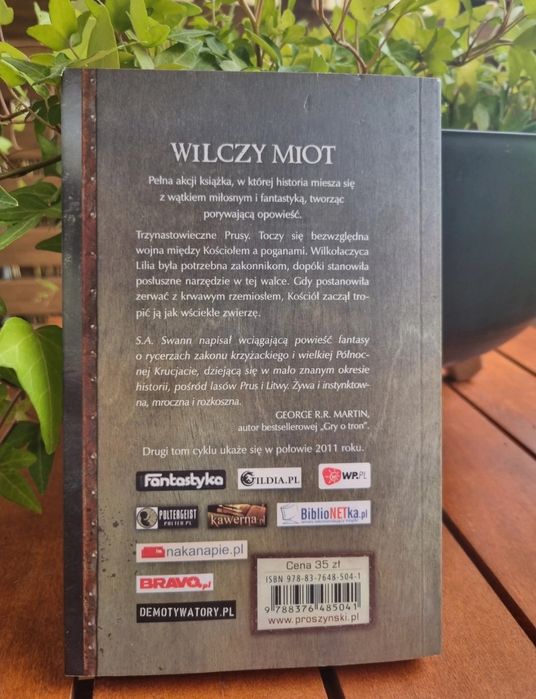 WILCZY MIOT
Pełna akcji książka, w której historia miesza się
z wątkiem miłosnym i fantastyką, tworząc
porywającą opowieść.
Trzynastowieczne Prusy. Toczy się bezwzględna
wojna między Kościołem a poganami. Wilkołaczyca
Lilia była potrzebna zakonnikom, dopóki stanowiła
posłuszne narzędzie w tej walce. Gdy postanowiła
zerwać z krwawym rzemiosłem, Kościół zaczął tro-
pić ją jak wściekłe zwierzę.
S.A. Swann napisał wciągającą powieść fantasy
o rycerzach zakonu krzyżackiego i wielkiej Północ-
nej Krucjacie, dziejącą się w mało znanym okresie
historii, pośród lasów Prus i Litwy. Żywa i instynktow-
na, mroczna i rozkoszna.
GEORGE R.R. MARTIN,
autor bestsellerowej „Gry o tron".
Drugi tom cyklu ukaże się w połowie 2011 roku.
Fantastyka GILDIA.PL WP.PL
POLTERGEIST
POLTER.PL
kawerna.pl
BiblioNETka.pl
nakanapie.pl
BRAVO.pl
DEMOTYWATORY.PL
Cena 35 zł
ISBN 978-83-7648-504-1
9 788376 485041
www.proszynski.pl